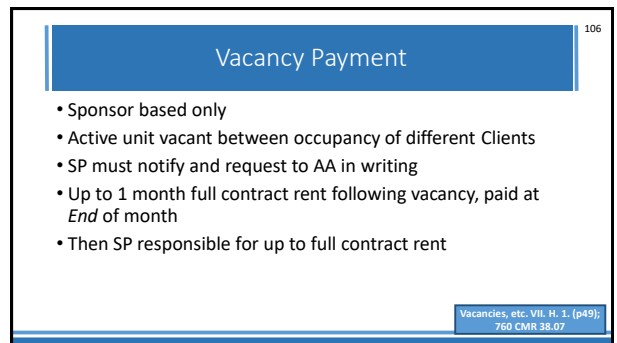 106
Vacancy Payment
• Sponsor based only
• Active unit vacant between occupancy of different Clients
• SP must notify and request to AA in writing
• Up to 1 month full contract rent following vacancy, paid at
End of month
• Then SP responsible for up to full contract rent
Vacancies, etc. VII. H. 1. (p49);
760 CMR 38.07